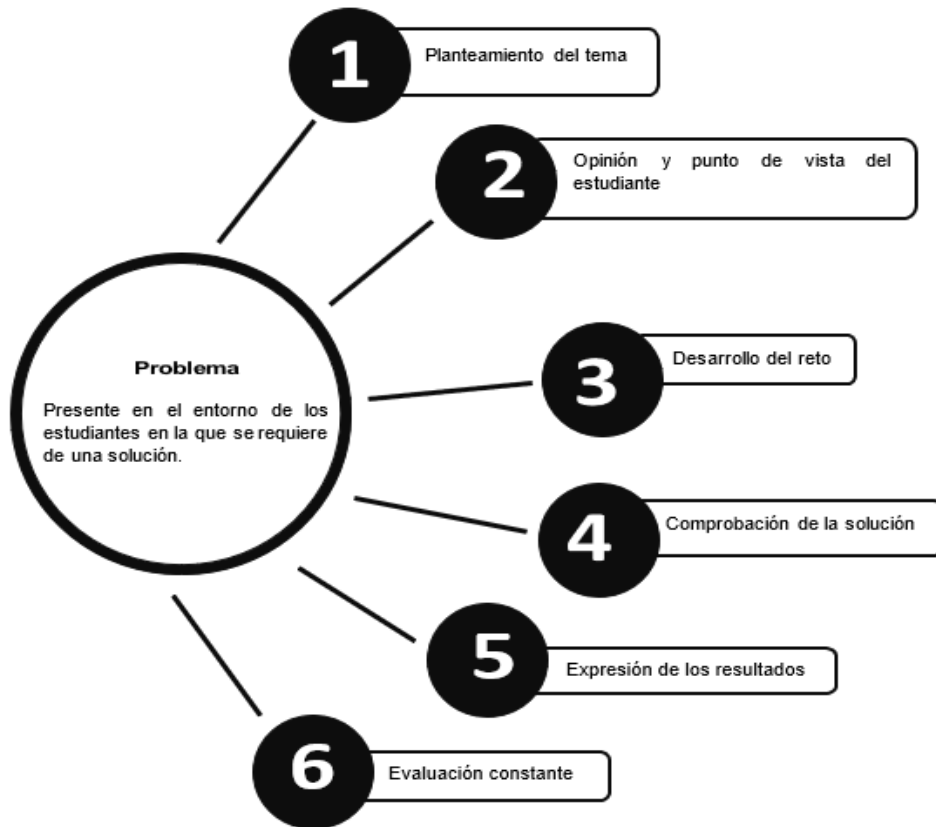 1
Planteamiento del tema
2
Opinión y punto de vista del
estudiante
3
Desarrollo del reto
Problema
Presente en el entorno de los
estudiantes en la que se requiere
de una solución.
4
Comprobación de la solución
5
Expresión de los resultados
6
Evaluación constante